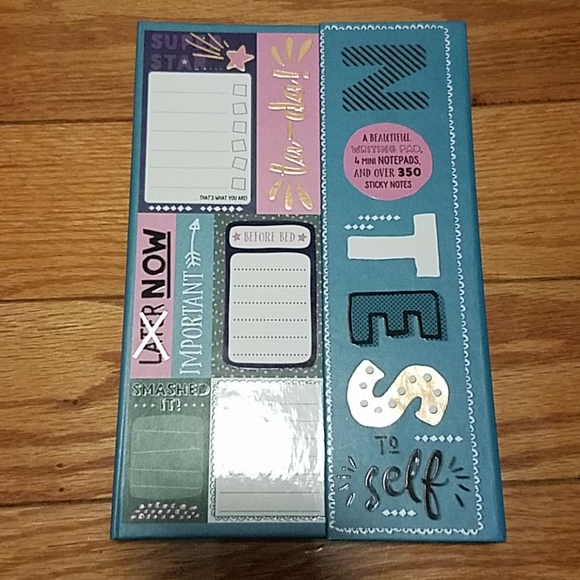 SUPER
STAR...
THAT'S WHAT YOU ARE!
ta-dah!
LATER NOW
IMPORTANT
BEFORE BED
SMASHED
IT!
NOTES
TO
self
A BEAUTIFUL
WRITING PAD,
4 MINI NOTEPADS,
AND OVER 350
STICKY NOTES